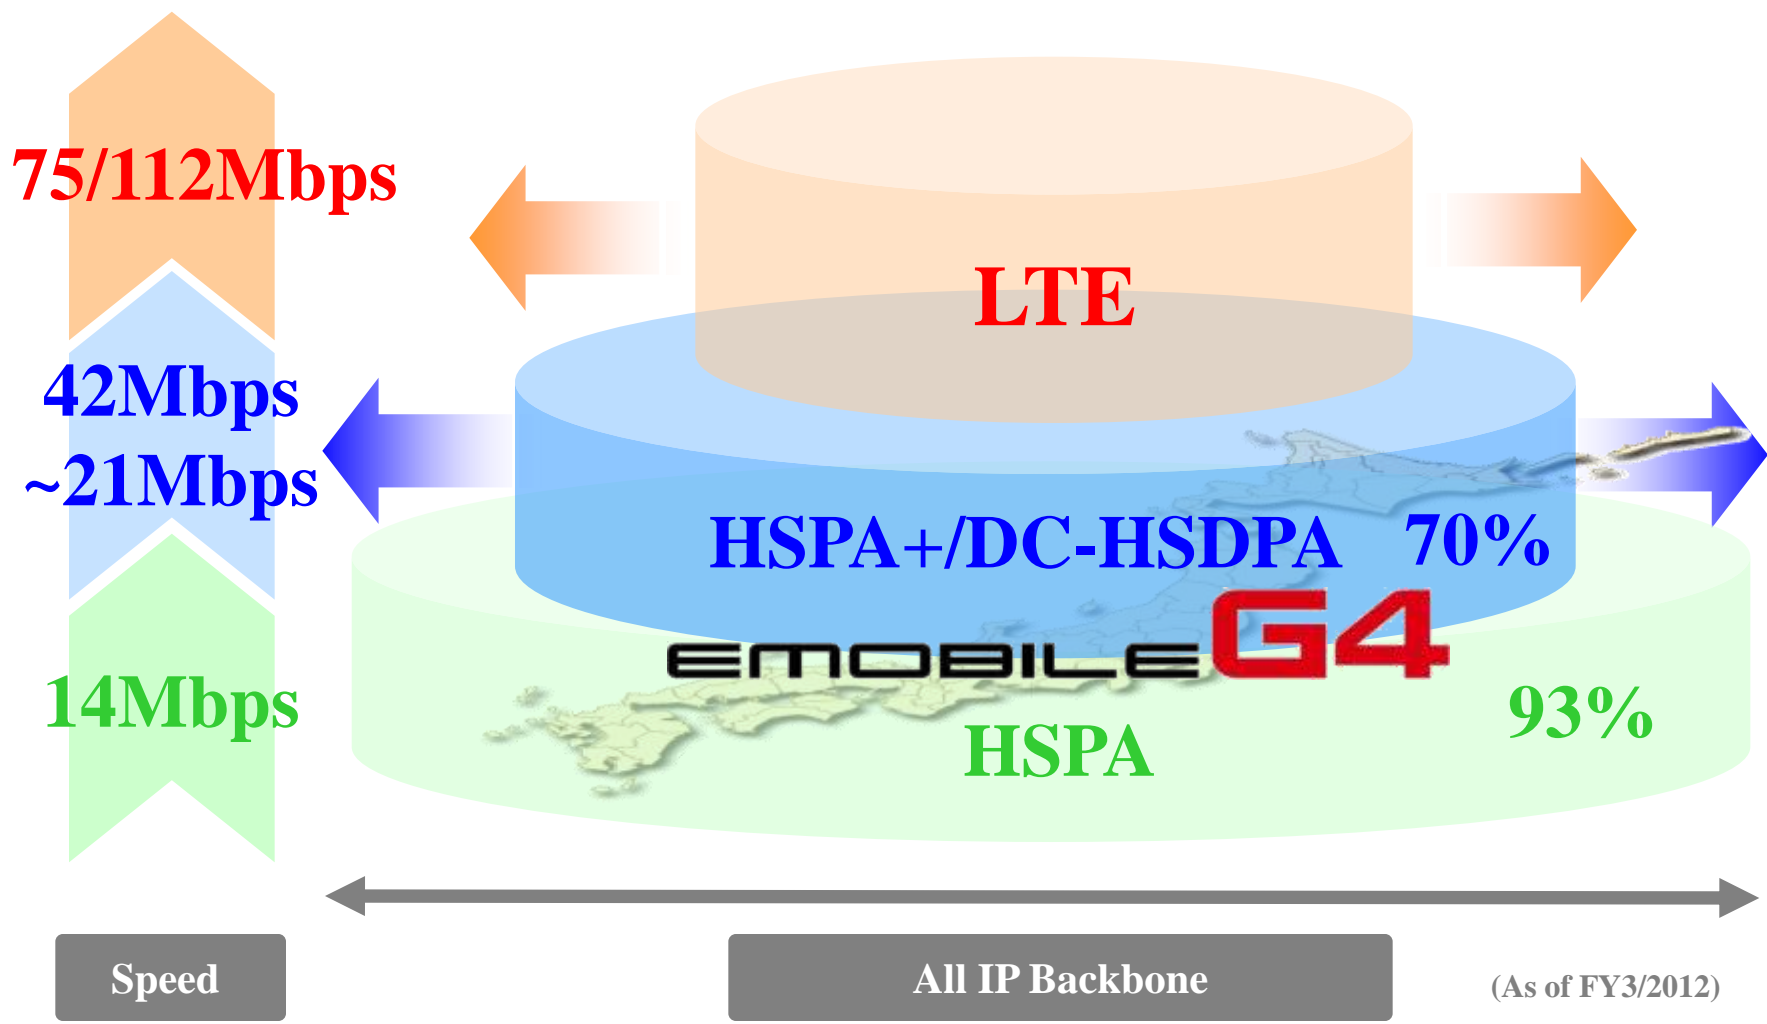 75/112Mbps
LTE
42Mbps
~21Mbps
HSPA+/DC-HSDPA 70%
EMOBILE G4
14Mbps
93%
HSPA
Speed
All IP Backbone
(As of FY3/2012)